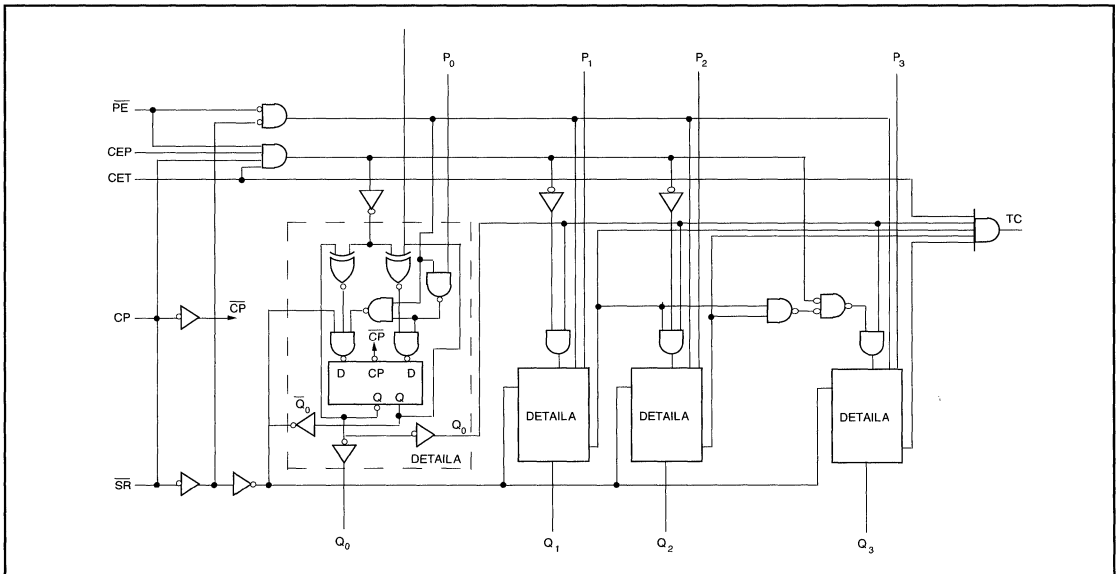 P0
P1
P2
P3
PE
CEP
CET
TC
CP
CP
CP
D CP D
Q Q
Q0
Q0
DETAILA
DETAILA
DETAILA
DETAILA
SR
Q0
Q1
Q2
Q3